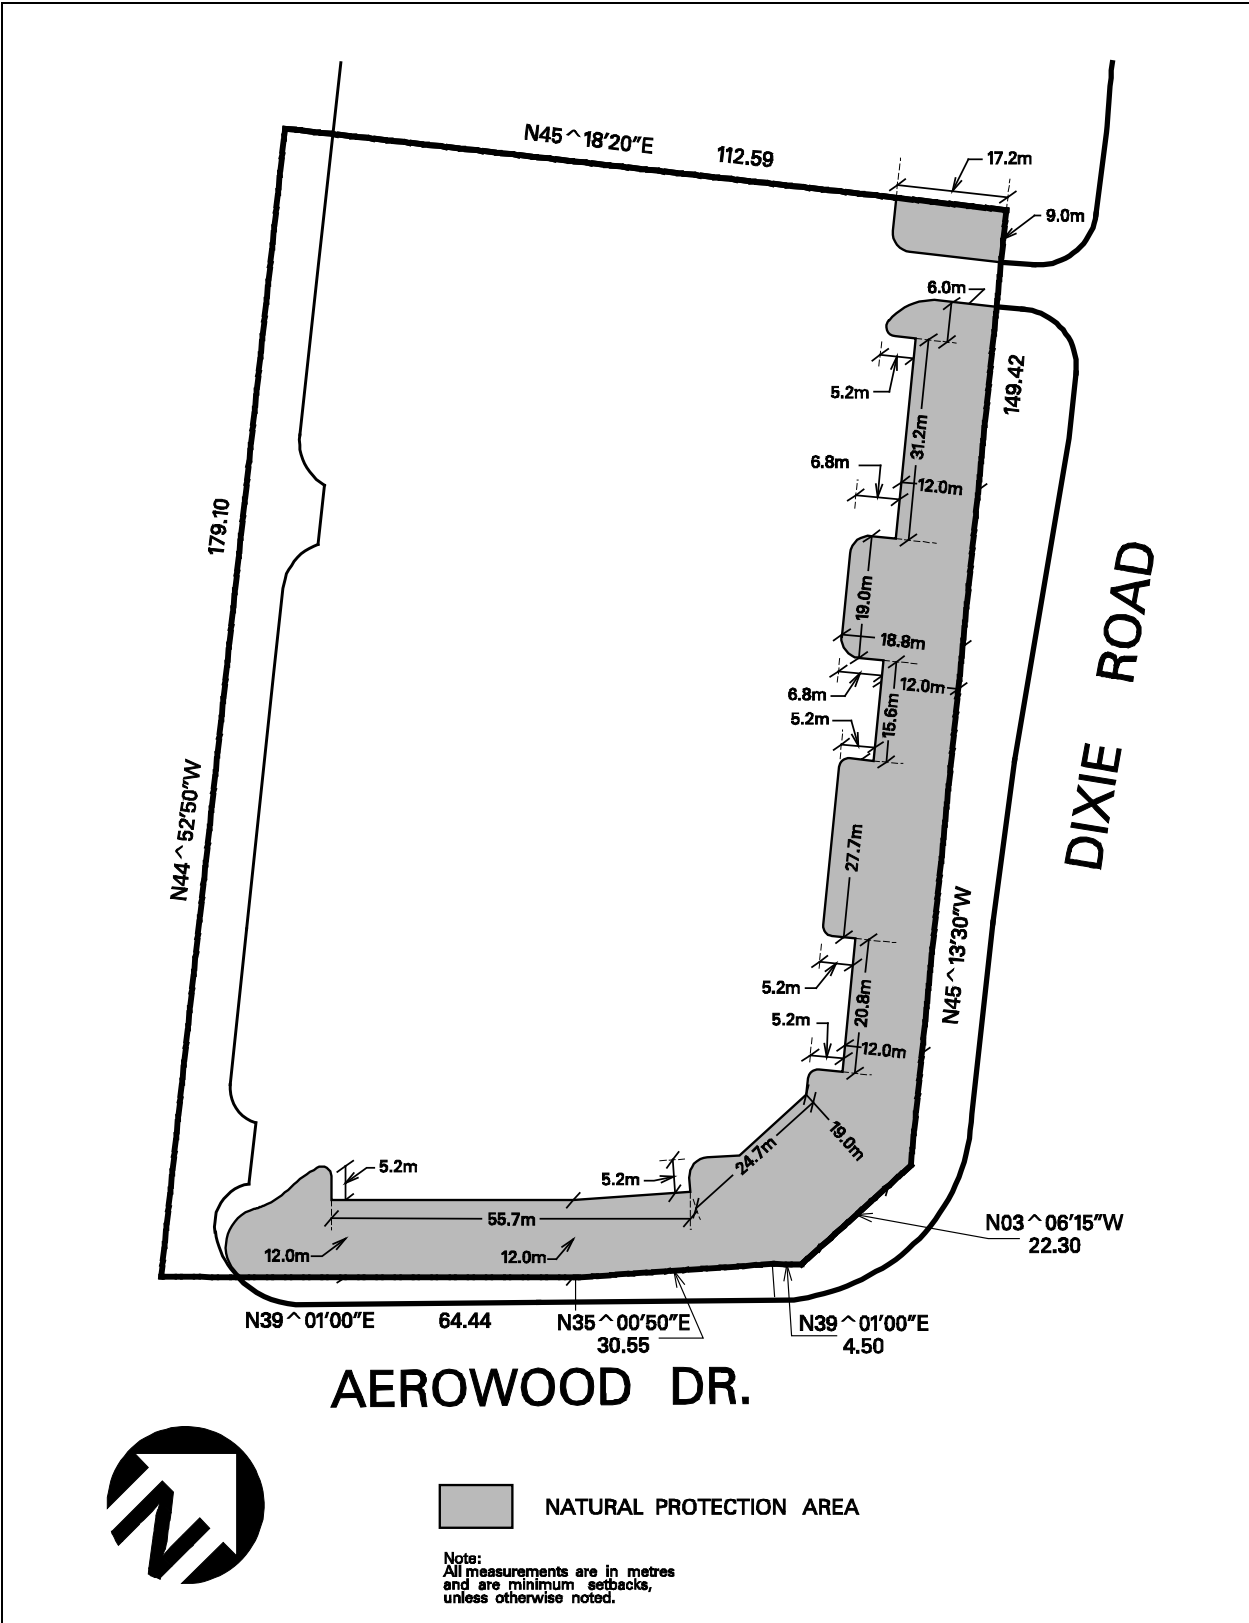 N45^18'20"E
112.59
17.2m
9.0m
6.0m
149.42
5.2m
31.2m
6.8m
12.0m
179.10
19.0m
18.8m
6.8m
12.0m
15.6m
5.2m
DIXIE ROAD
27.7m
N44^52'50"W
N45^13'30"W
5.2m
20.8m
5.2m
12.0m
19.0m
24.7m
5.2m
5.2m
55.7m
12.0m
12.0m
N03^06'15"W
22.30
N39^01'00"E
64.44
N35^00'50"E
30.55
N39^01'00"E
4.50
AEROWOOD DR.
N
NATURAL PROTECTION AREA
Note:
All measurements are in metres
and are minimum setbacks,
unless otherwise noted.